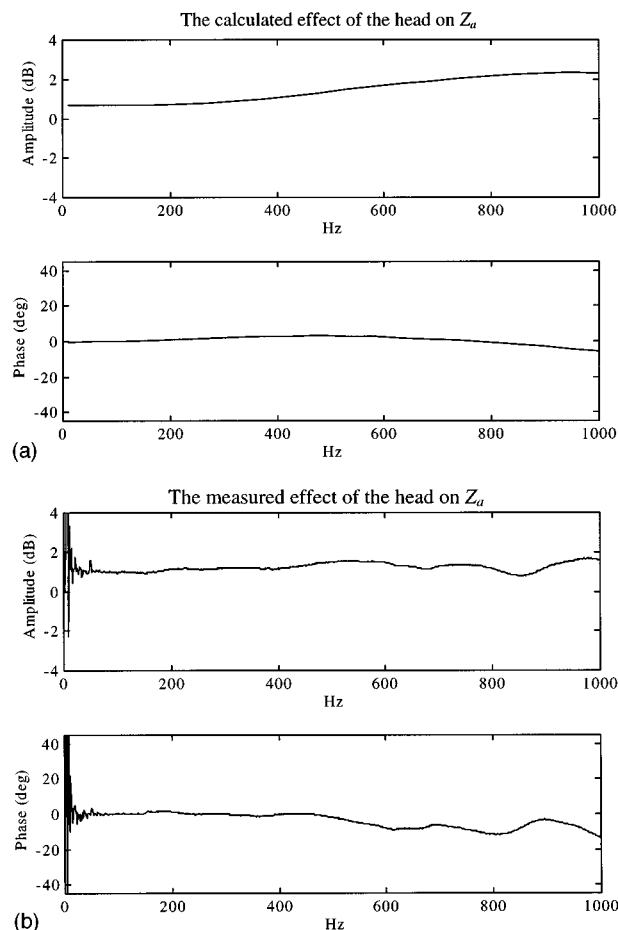 The calculated effect of the head on Za
4
2
0
-2
-4
Amplitude (dB)
0 200 400 600 800 1000
Hz
40
20
0
-20
-40
Phase (deg)
0 200 400 600 800 1000
Hz
(a)
The measured effect of the head on Za
4
2
0
-2
-4
Amplitude (dB)
0 200 400 600 800 1000
Hz
40
20
0
-20
-40
Phase (deg)
0 200 400 600 800 1000
Hz
(b)